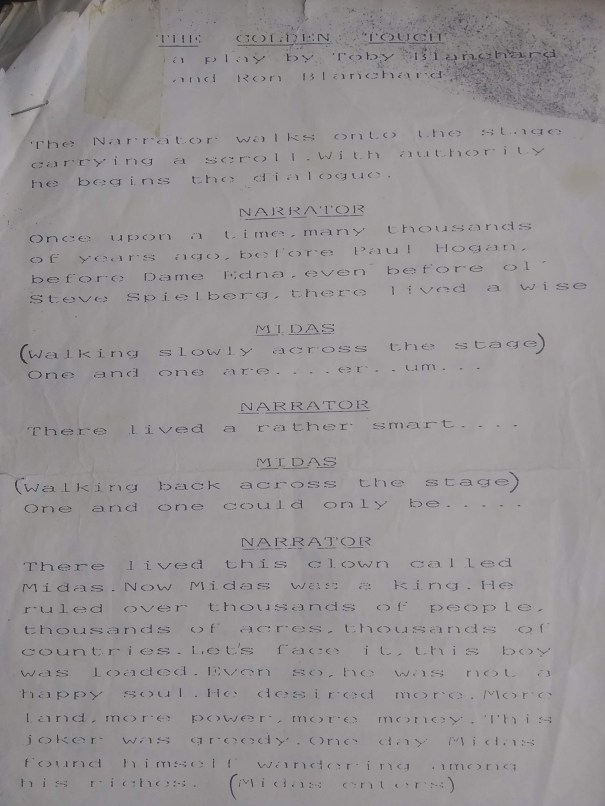 THE GOLDEN TOUCH
a play by Toby Blanchard
and Ron Blanchard
The Narrator walks onto the stage
carrying a scroll. With authority
he begins the dialogue.
NARRATOR
Once upon a time, many thousands
of years ago, before Paul Hogan,
before Dame Edna, even before ol'
Steve Spielberg, there lived a wise
MIDAS
(Walking slowly across the stage)
One and one are....er..um...
NARRATOR
There lived a rather smart....
MIDAS
(Walking back across the stage)
One and one could only be.....
NARRATOR
There lived this clown called
Midas. Now Midas was a king. He
ruled over thousands of people,
thousands of acres, thousands of
countries. Let's face it, this boy
was loaded. Even so, he was not a
happy soul. He desired more. More
land, more power, more money. This
joker was greedy. One day Midas
found himself wandering among
his riches. (Midas enters)